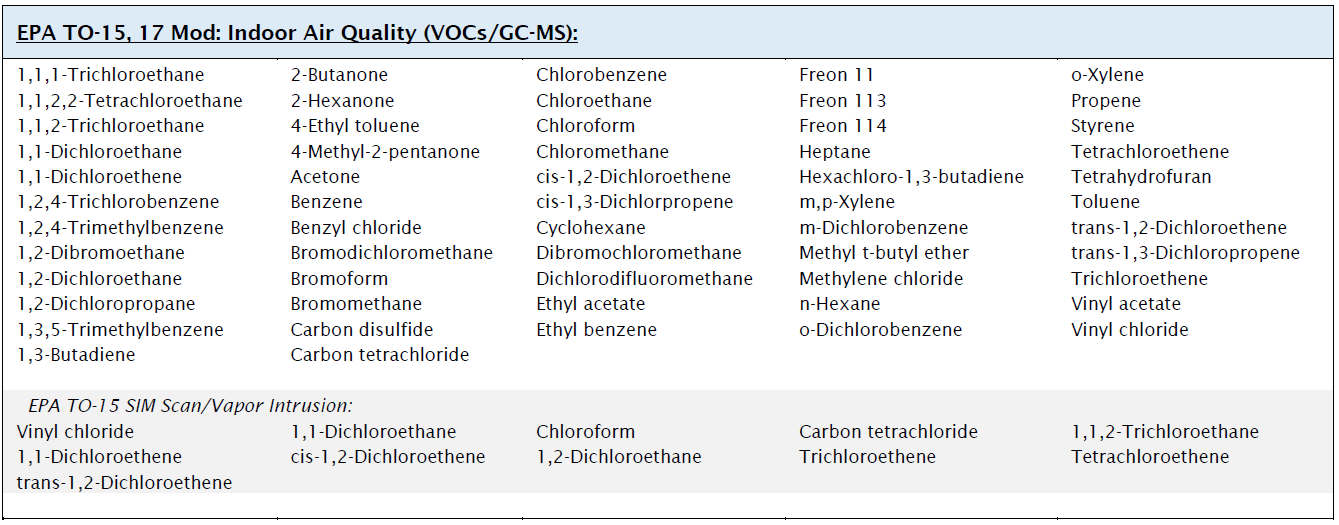 EPA TO-15, 17 Mod: Indoor Air Quality (VOCs/GC-MS):
1,1,1-Trichloroethane 2-Butanone Chlorobenzene Freon 11 o-Xylene
1,1,2,2-Tetrachloroethane 2-Hexanone Chloroethane Freon 113 Propene
1,1,2-Trichloroethane 4-Ethyl toluene Chloroform Freon 114 Styrene
1,1-Dichloroethane 4-Methyl-2-pentanone Chloromethane Heptane Tetrachloroethene
1,1-Dichloroethene Acetone cis-1,2-Dichloroethene Hexachloro-1,3-butadiene Tetrahydrofuran
1,2,4-Trichlorobenzene Benzene cis-1,3-Dichlorpropene m,p-Xylene Toluene
1,2,4-Trimethylbenzene Benzyl chloride Cyclohexane m-Dichlorobenzene trans-1,2-Dichloroethene
1,2-Dibromoethane Bromodichloromethane Dibromochloromethane Methyl t-butyl ether trans-1,3-Dichloropropene
1,2-Dichloroethane Bromoform Dichlorodifluoromethane Methylene chloride Trichloroethene
1,2-Dichloropropane Bromomethane Ethyl acetate n-Hexane Vinyl acetate
1,3,5-Trimethylbenzene Carbon disulfide Ethyl benzene o-Dichlorobenzene Vinyl chloride
1,3-Butadiene Carbon tetrachloride
EPA TO-15 SIM Scan/Vapor Intrusion:
Vinyl chloride 1,1-Dichloroethane Chloroform Carbon tetrachloride 1,1,2-Trichloroethane
1,1-Dichloroethene cis-1,2-Dichloroethene 1,2-Dichloroethane Trichloroethene Tetrachloroethene
trans-1,2-Dichloroethene